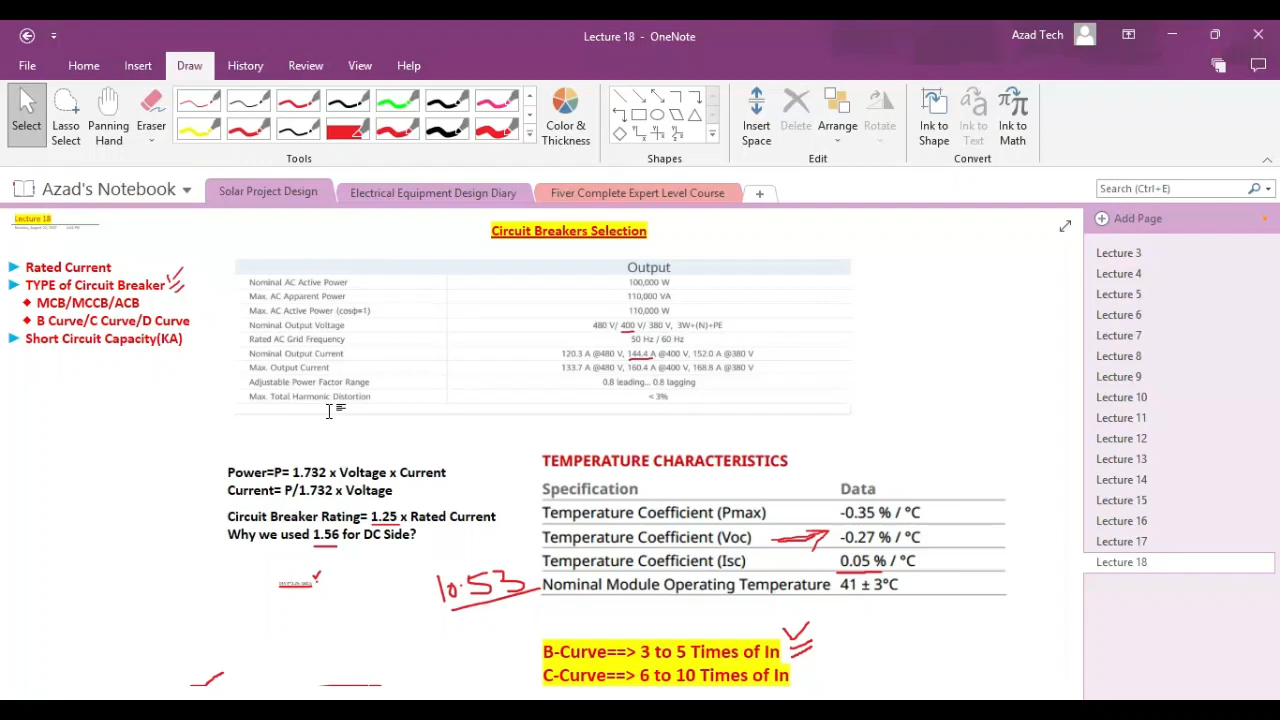 Lecture 18 - OneNote
Azad Tech
File Home Insert Draw History Review View Help
Select
Lasso Select
Panning Hand
Eraser
Color & Thickness
Insert Space
Delete
Arrange
Rotate
Ink to Shape
Ink to Text
Ink to Math
Tools
Shapes
Edit
Convert
Azad's Notebook
Solar Project Design
Electrical Equipment Design Diary
Fiver Complete Expert Level Course
Search (Ctrl+E)
Lecture 18
Circuit Breakers Selection
Rated Current
TYPE of Circuit Breaker
MCB/MCCB/ACB
B Curve/C Curve/D Curve
Short Circuit Capacity(KA)
Output
Nominal AC Active Power 100,000 W
Max. AC Apparent Power 110,000 VA
Max. AC Active Power (cosϕ=1) 110,000 W
Nominal Output Voltage 480 V/ 400 V/ 380 V, 3W+(N)+PE
Rated AC Grid Frequency 50 Hz / 60 Hz
Nominal Output Current 120.3 A @480 V, 144.4 A @400 V, 152.0 A @380 V
Max. Output Current 133.7 A @480 V, 160.4 A @400 V, 168.8 A @380 V
Adjustable Power Factor Range 0.8 leading... 0.8 lagging
Max. Total Harmonic Distortion < 3%
Power=P= 1.732 x Voltage x Current
Current= P/1.732 x Voltage
Circuit Breaker Rating= 1.25 x Rated Current
Why we used 1.56 for DC Side?
10.53
TEMPERATURE CHARACTERISTICS
Specification Data
Temperature Coefficient (Pmax) -0.35 % / °C
Temperature Coefficient (Voc) -0.27 % / °C
Temperature Coefficient (Isc) 0.05 % / °C
Nominal Module Operating Temperature 41 ± 3°C
B-Curve==> 3 to 5 Times of In
C-Curve==> 6 to 10 Times of In
Add Page
Lecture 3
Lecture 4
Lecture 5
Lecture 6
Lecture 7
Lecture 8
Lecture 9
Lecture 10
Lecture 11
Lecture 12
Lecture 13
Lecture 14
Lecture 15
Lecture 16
Lecture 17
Lecture 18